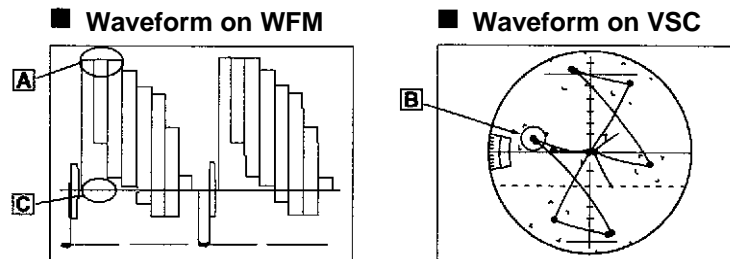 ■ Waveform on WFM
■ Waveform on VSC
A
B
C